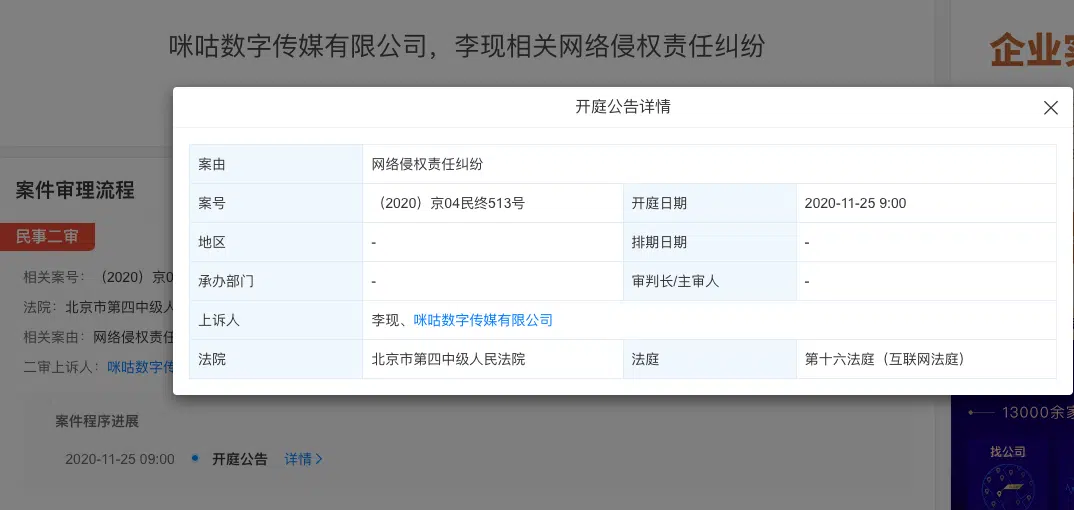 咪咕数字传媒有限公司，李现相关网络侵权责任纠纷
企业
开庭公告详情
案由 网络侵权责任纠纷
案号 （2020）京04民终513号 开庭日期 2020-11-25 9:00
地区 - 排期日期 -
承办部门 - 审判长/主审人 -
上诉人 李现、咪咕数字传媒有限公司
法院 北京市第四中级人民法院 法庭 第十六法庭（互联网法庭）
案件审理流程
民事二审
相关案号：（2020）京0
法院：北京市第四中级人
相关案由：网络侵权责任
二审上诉人：咪咕数字传
案件程序进展
2020-11-25 09:00 开庭公告 详情
13000余家
找公司